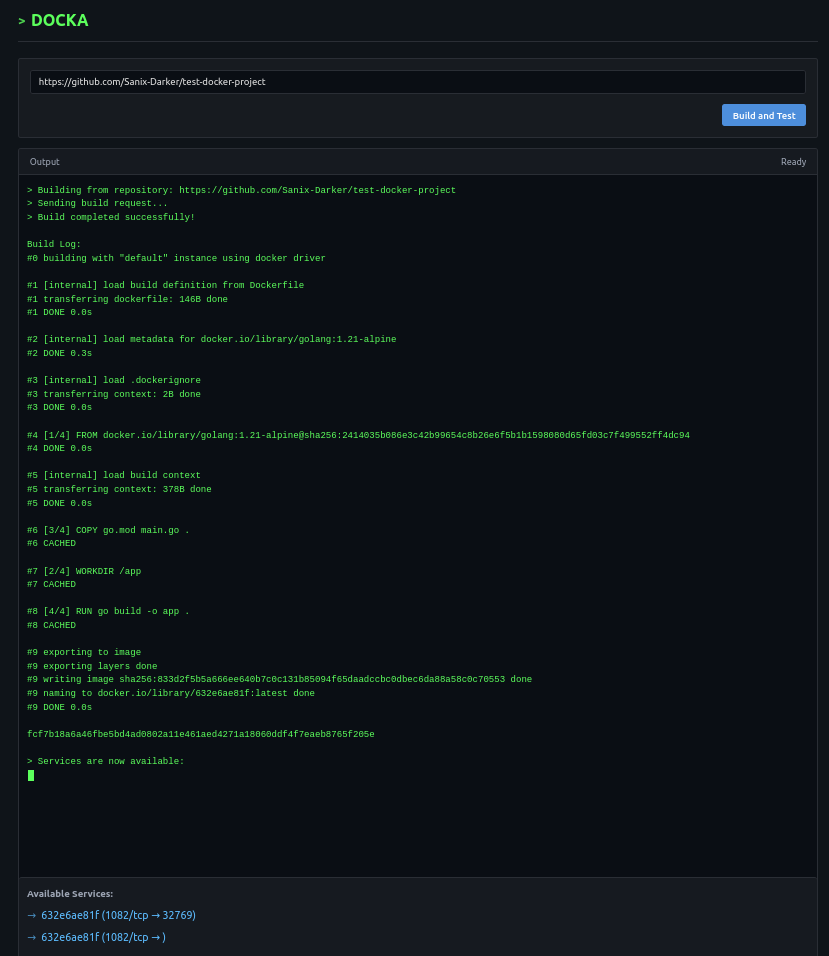 > DOCKA
https://github.com/Sanix-Darker/test-docker-project
Build and Test
Output
Ready
> Building from repository: https://github.com/Sanix-Darker/test-docker-project
> Sending build request...
> Build completed successfully!
Build Log:
#0 building with "default" instance using docker driver
#1 [internal] load build definition from Dockerfile
#1 transferring dockerfile: 146B done
#1 DONE 0.0s
#2 [internal] load metadata for docker.io/library/golang:1.21-alpine
#2 DONE 0.3s
#3 [internal] load .dockerignore
#3 transferring context: 2B done
#3 DONE 0.0s
#4 [1/4] FROM docker.io/library/golang:1.21-alpine@sha256:2414035b086e3c42b99654c8b26e6f5b1b1598080d65fd03c7f499552ff4dc94
#4 DONE 0.0s
#5 [internal] load build context
#5 transferring context: 378B done
#5 DONE 0.0s
#6 [3/4] COPY go.mod main.go .
#6 CACHED
#7 [2/4] WORKDIR /app
#7 CACHED
#8 [4/4] RUN go build -o app .
#8 CACHED
#9 exporting to image
#9 exporting layers done
#9 writing image sha256:833d2f5b5a666ee640b7c0c131b85094f65daadccbc0dbec6da88a58c0c70553 done
#9 naming to docker.io/library/632e6ae81f:latest done
#9 DONE 0.0s
fcf7b18a6a46fbe5bd4ad0802a11e461aed4271a18060ddf4f7eaeb8765f205e
> Services are now available:
Available Services:
→ 632e6ae81f (1082/tcp → 32769)
→ 632e6ae81f (1082/tcp → )